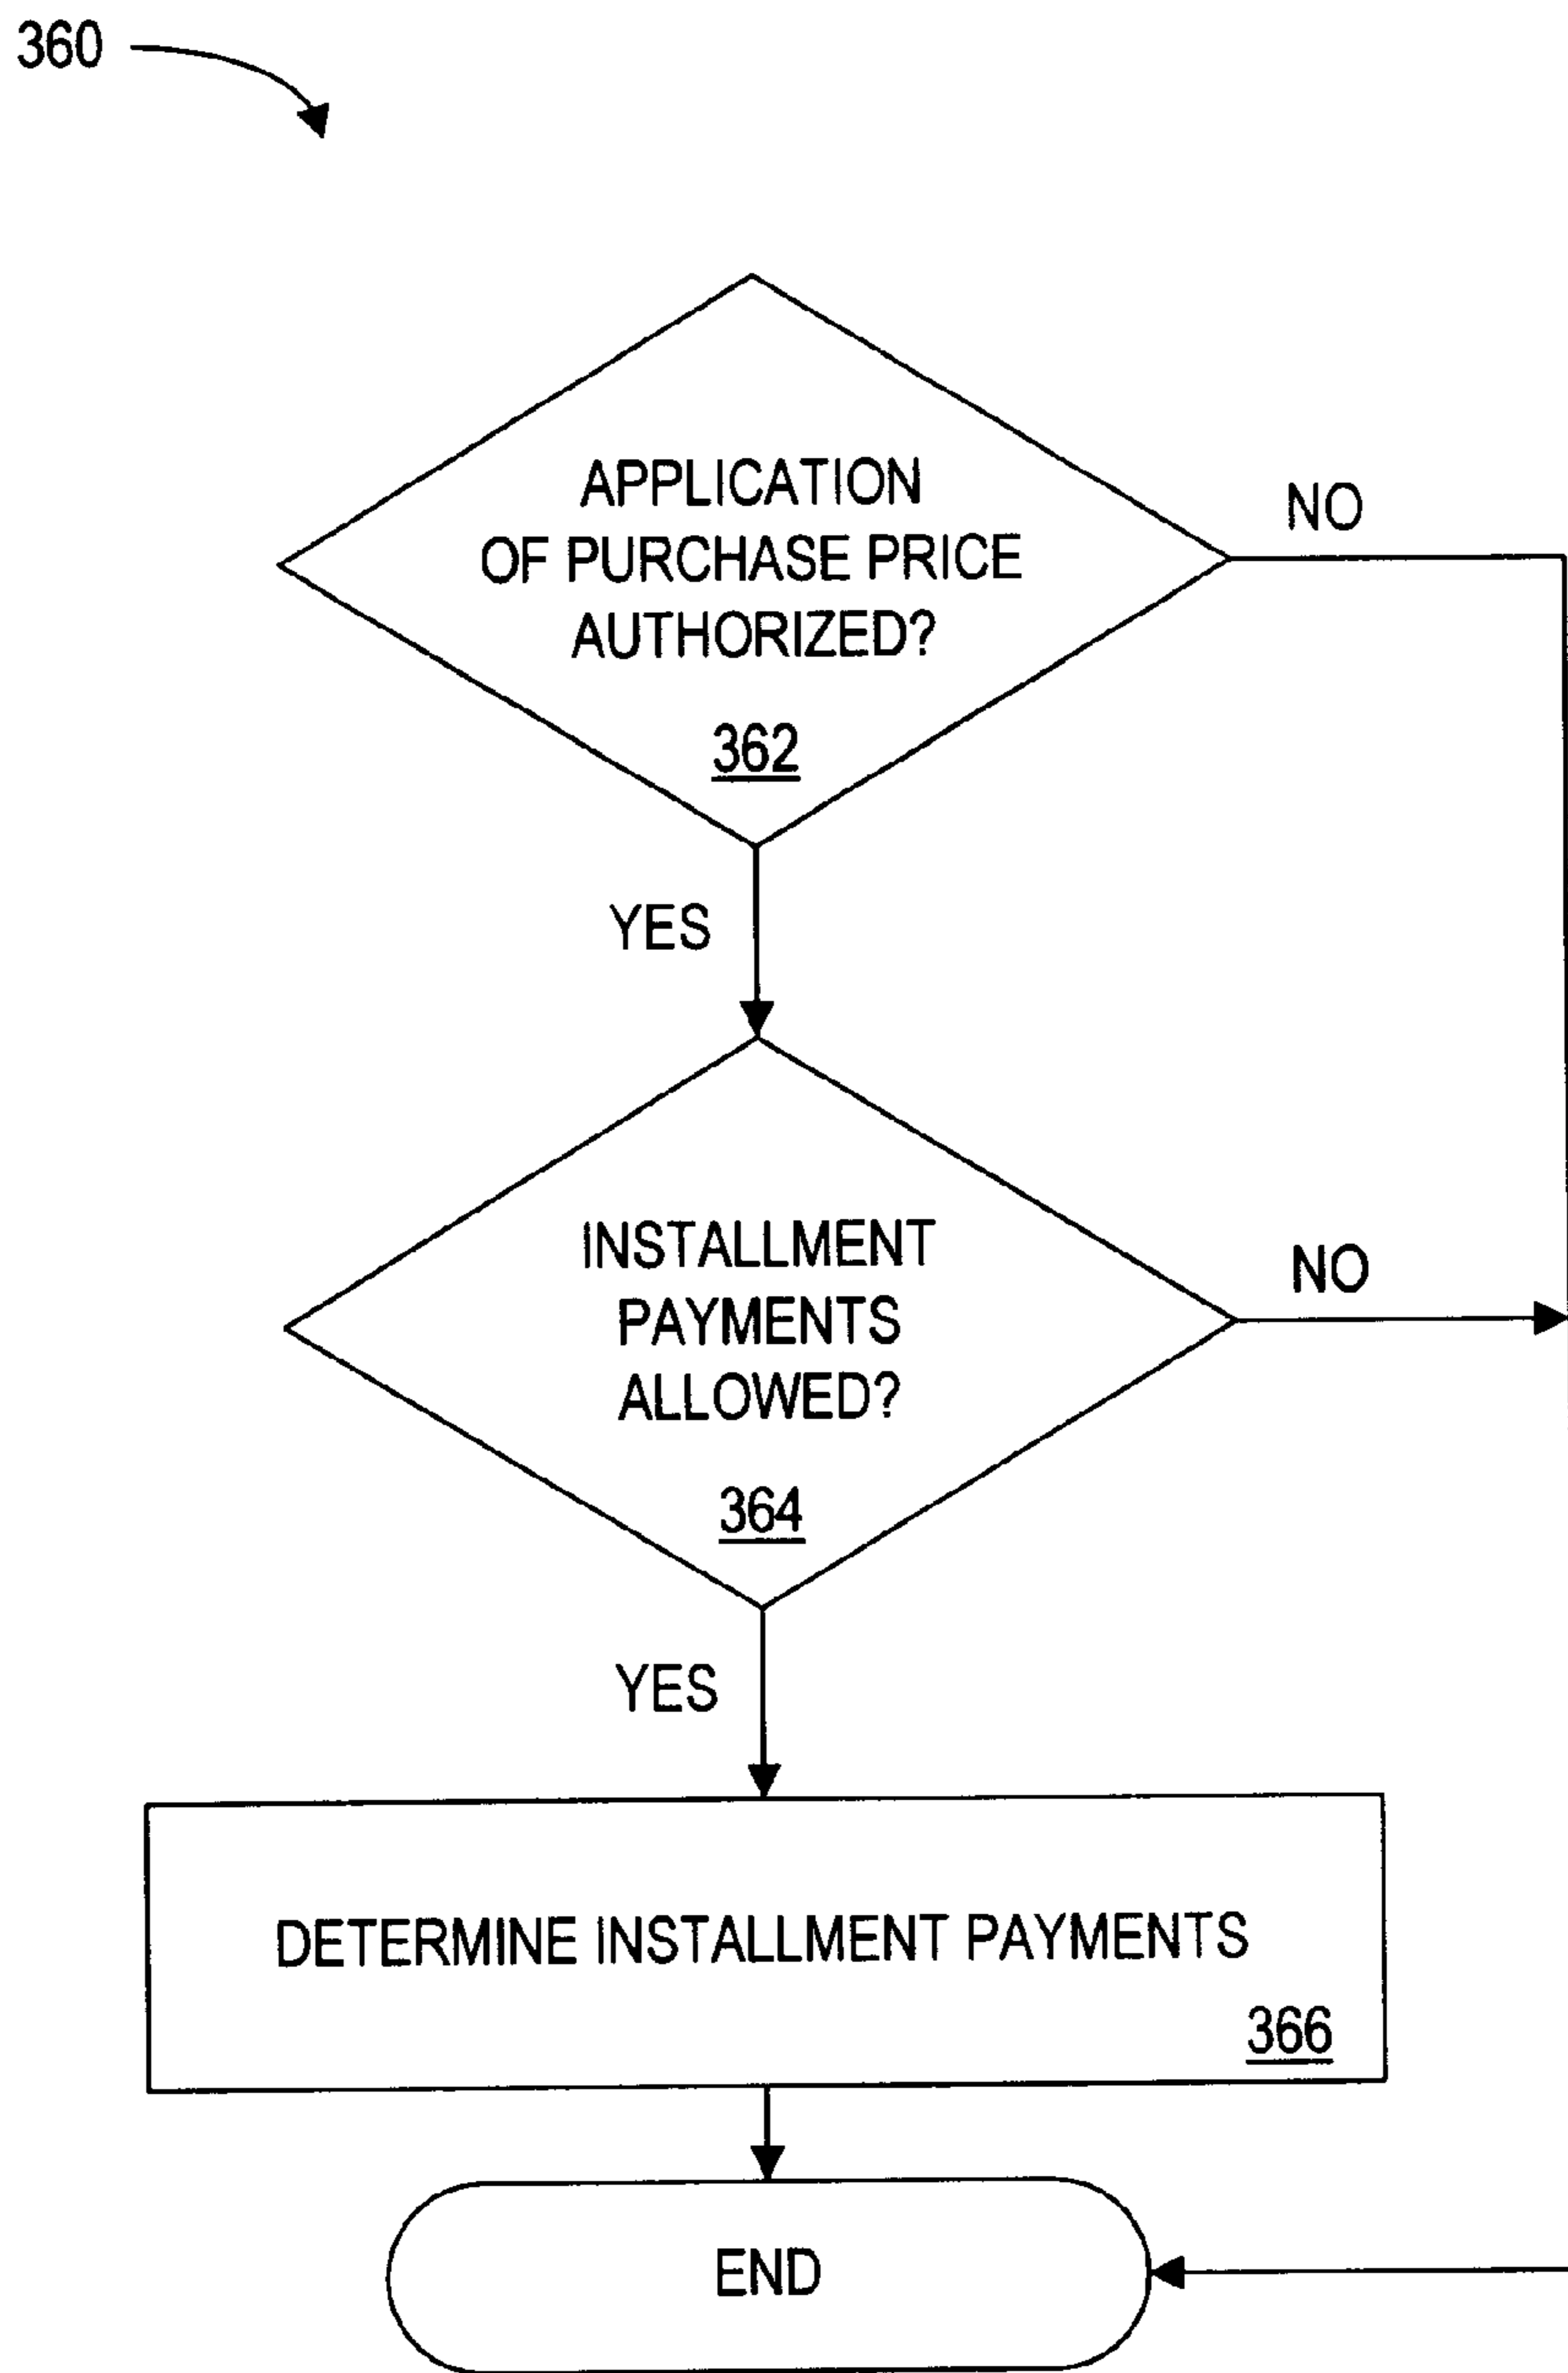 360
APPLICATION
OF PURCHASE PRICE
AUTHORIZED?
362
NO
YES
INSTALLMENT
PAYMENTS
ALLOWED?
364
NO
YES
DETERMINE INSTALLMENT PAYMENTS
366
END